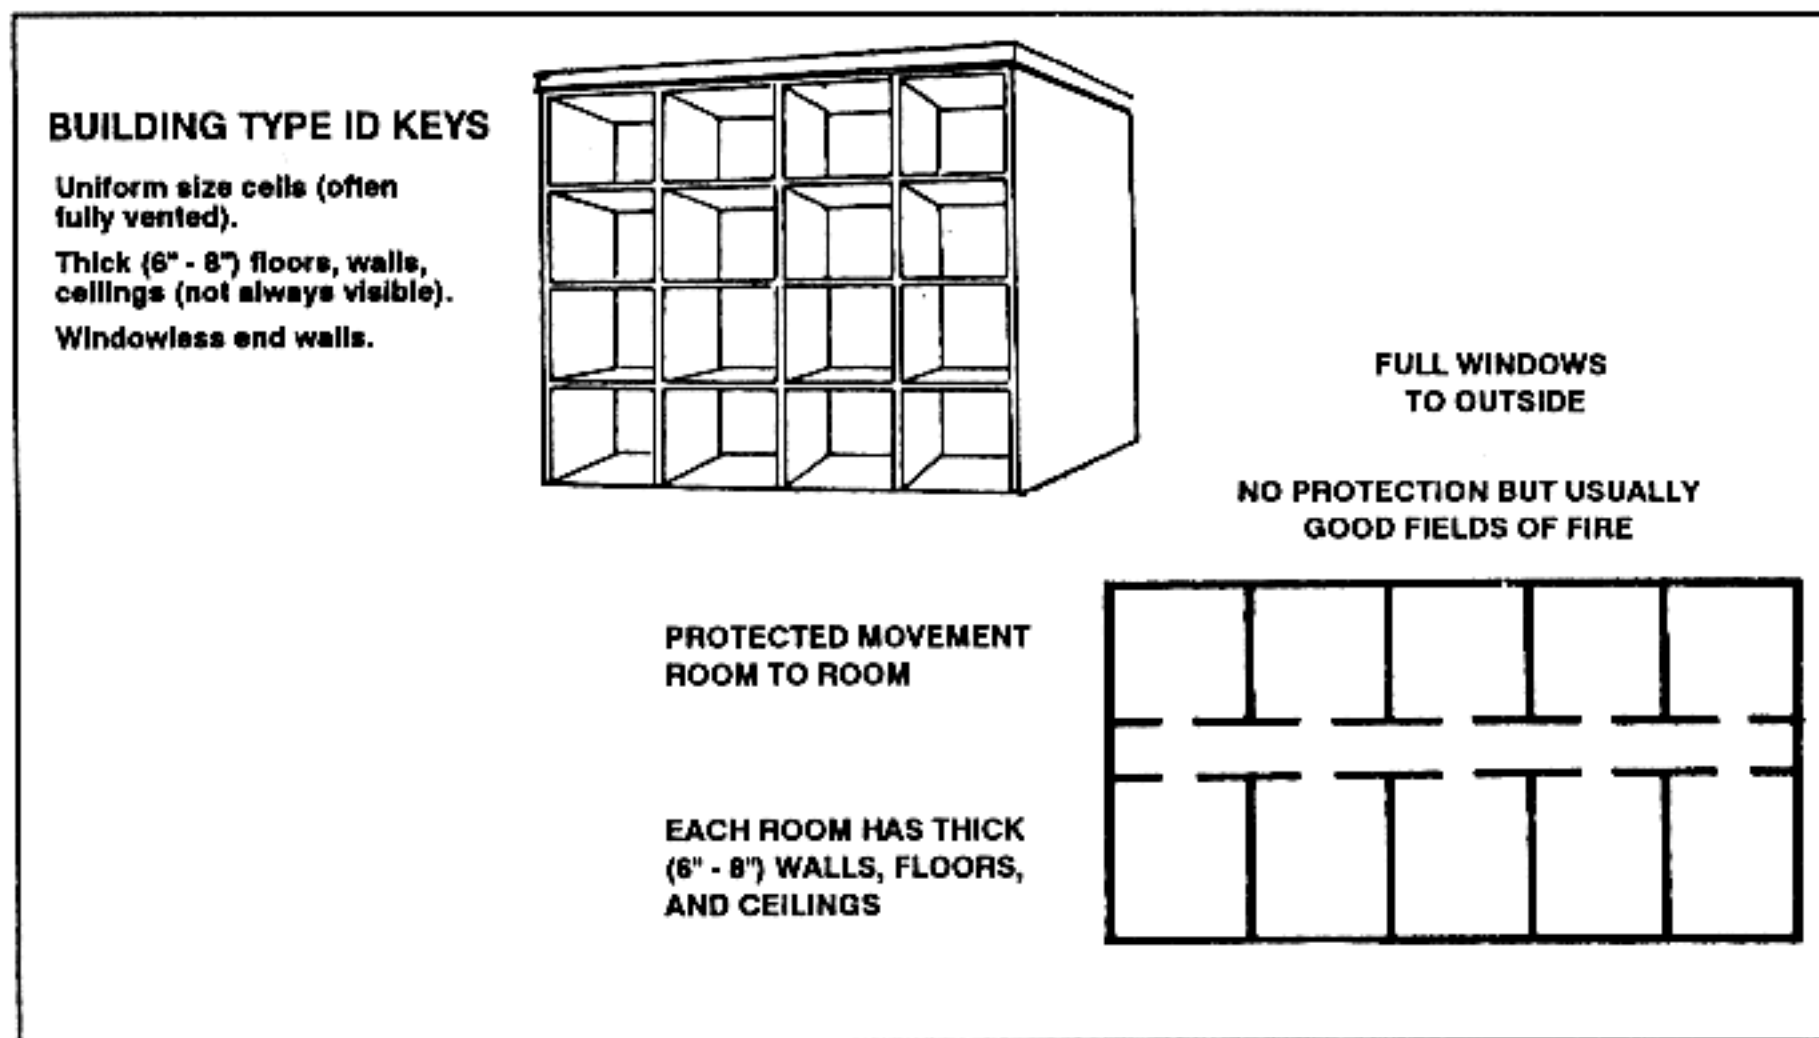 BUILDING TYPE ID KEYS
Uniform size cells (often
fully vented).
Thick (6" - 8") floors, walls,
ceilings (not always visible).
Windowless end walls.
FULL WINDOWS
TO OUTSIDE
NO PROTECTION BUT USUALLY
GOOD FIELDS OF FIRE
PROTECTED MOVEMENT
ROOM TO ROOM
EACH ROOM HAS THICK
(6" - 8") WALLS, FLOORS,
AND CEILINGS